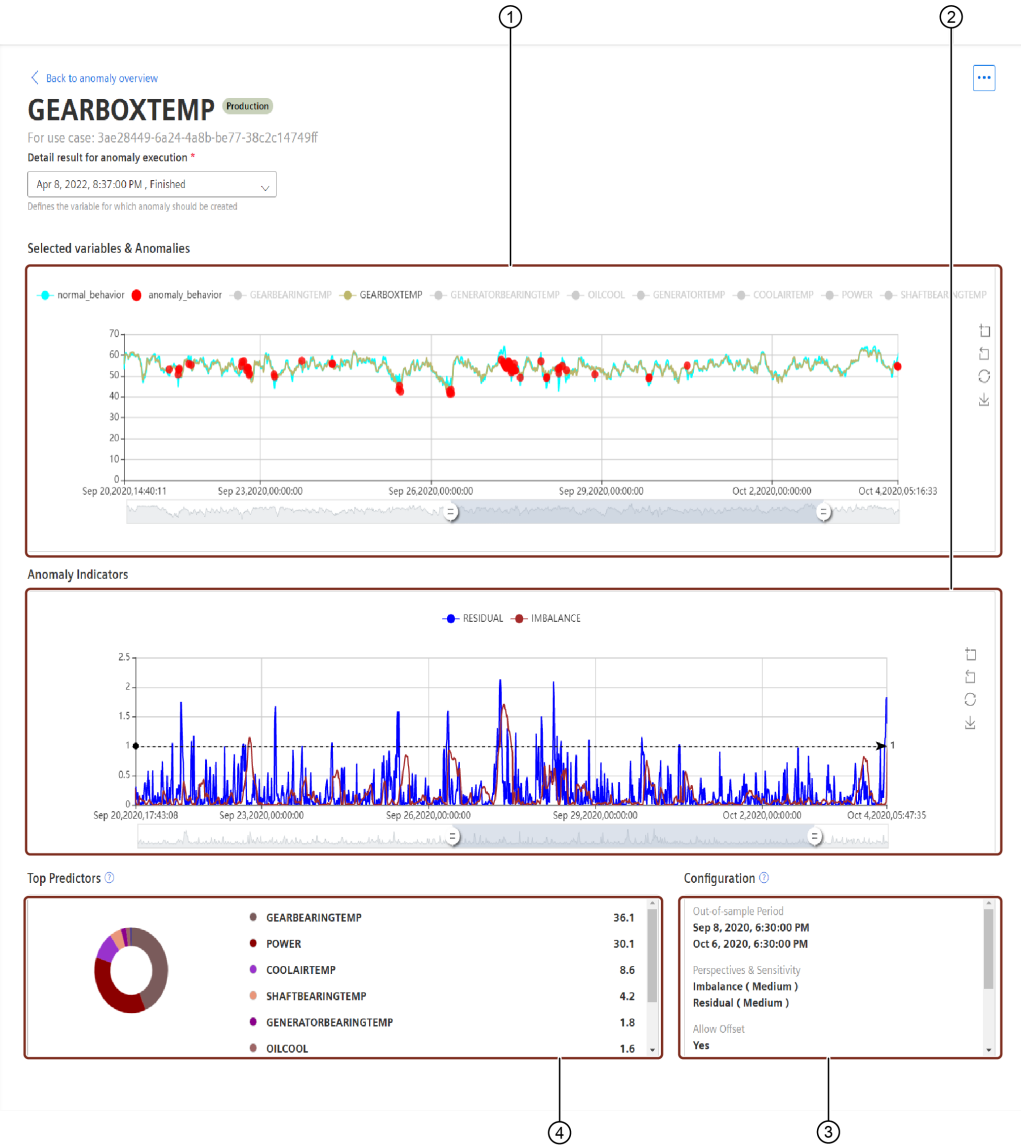 1 2
Back to anomaly overview
...
GEARBOXTEMP Production
For use case: 3ae28449-6a24-4a8b-be77-38c2c14749ff
Detail result for anomaly execution *
Apr 8, 2022, 8:37:00 PM , Finished
Defines the variable for which anomaly should be created
Selected variables & Anomalies
normal_behavior anomaly_behavior GEARBEARINGTEMP GEARBOXTEMP GENERATORBEARINGTEMP OILCOOL GENERATORTEMP COOLAIRTEMP POWER SHAFTBEARINGTEMP
70
60
50
40
30
20
10
0
Sep 20,2020,14:40:11 Sep 23,2020,00:00:00 Sep 26,2020,00:00:00 Sep 29,2020,00:00:00 Oct 2,2020,00:00:00 Oct 4,2020,05:16:33
Anomaly Indicators
RESIDUAL IMBALANCE
2.5
2
1.5
1 1
0.5
0
Sep 20,2020,17:43:08 Sep 23,2020,00:00:00 Sep 26,2020,00:00:00 Sep 29,2020,00:00:00 Oct 2,2020,00:00:00 Oct 4,2020,05:47:35
Top Predictors ?
GEARBEARINGTEMP 36.1
POWER 30.1
COOLAIRTEMP 8.6
SHAFTBEARINGTEMP 4.2
GENERATORBEARINGTEMP 1.8
OILCOOL 1.6
Configuration ?
Out-of-sample Period
Sep 8, 2020, 6:30:00 PM
Oct 6, 2020, 6:30:00 PM
Perspectives & Sensitivity
Imbalance ( Medium )
Residual ( Medium )
Allow Offset
Yes
4 3